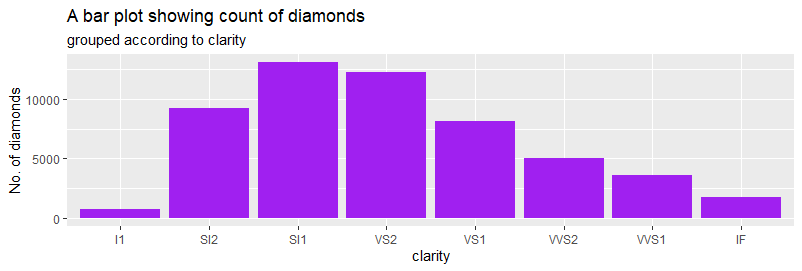 A bar plot showing count of diamonds
grouped according to clarity
No. of diamonds
10000
5000
0
I1 SI2 SI1 VS2 VS1 VVS2 VVS1 IF
clarity